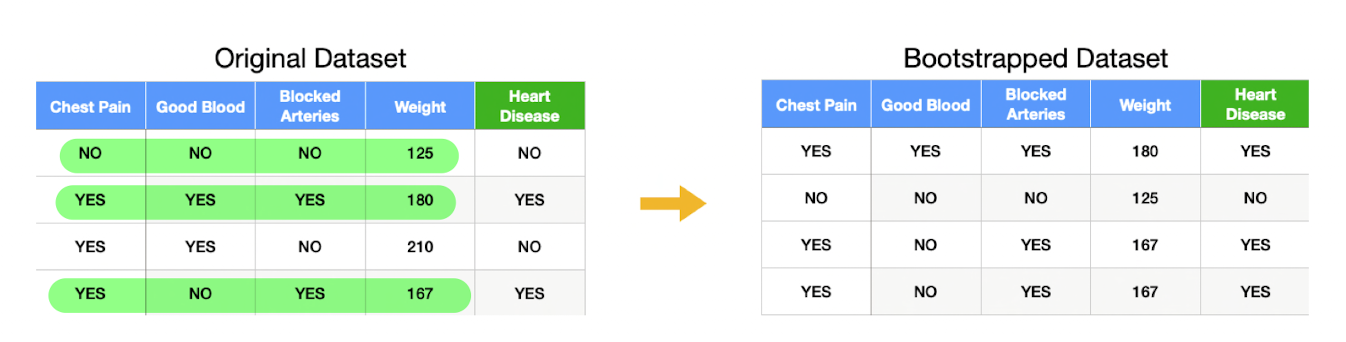 Original Dataset
Chest Pain Good Blood Blocked Arteries Weight Heart Disease
NO NO NO 125 NO
YES YES YES 180 YES
YES YES NO 210 NO
YES NO YES 167 YES
Bootstrapped Dataset
Chest Pain Good Blood Blocked Arteries Weight Heart Disease
YES YES YES 180 YES
NO NO NO 125 NO
YES NO YES 167 YES
YES NO YES 167 YES